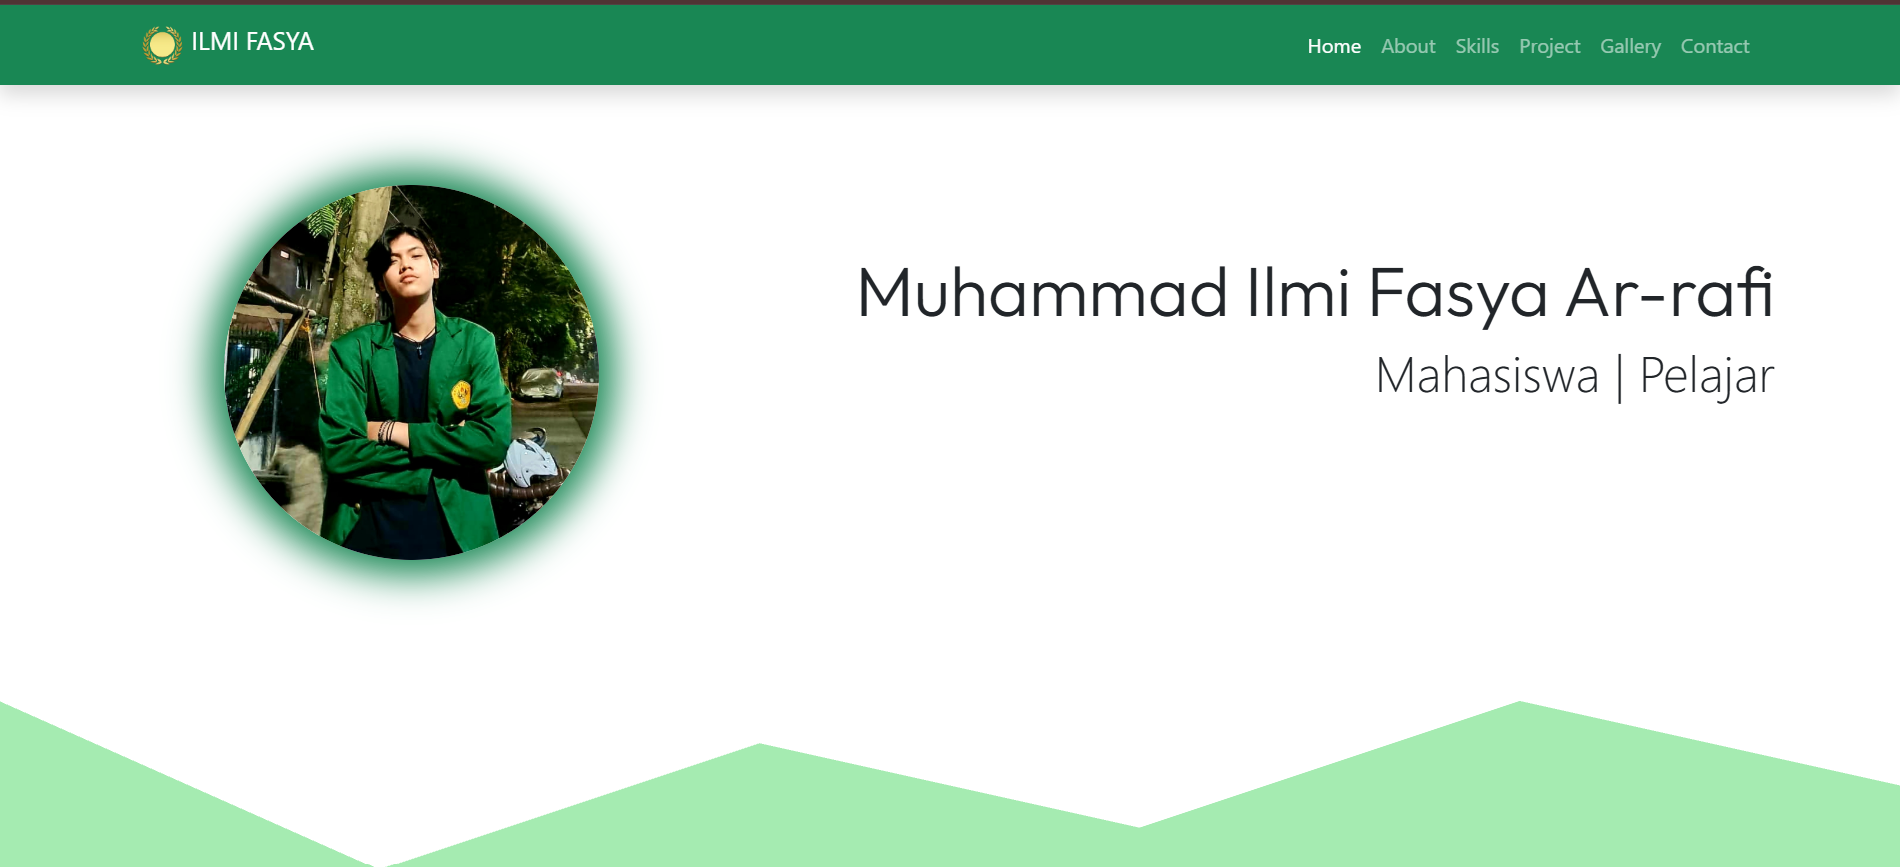 ILMI FASYA
Home About Skills Project Gallery Contact
Muhammad Ilmi Fasya Ar-rafi
Mahasiswa | Pelajar